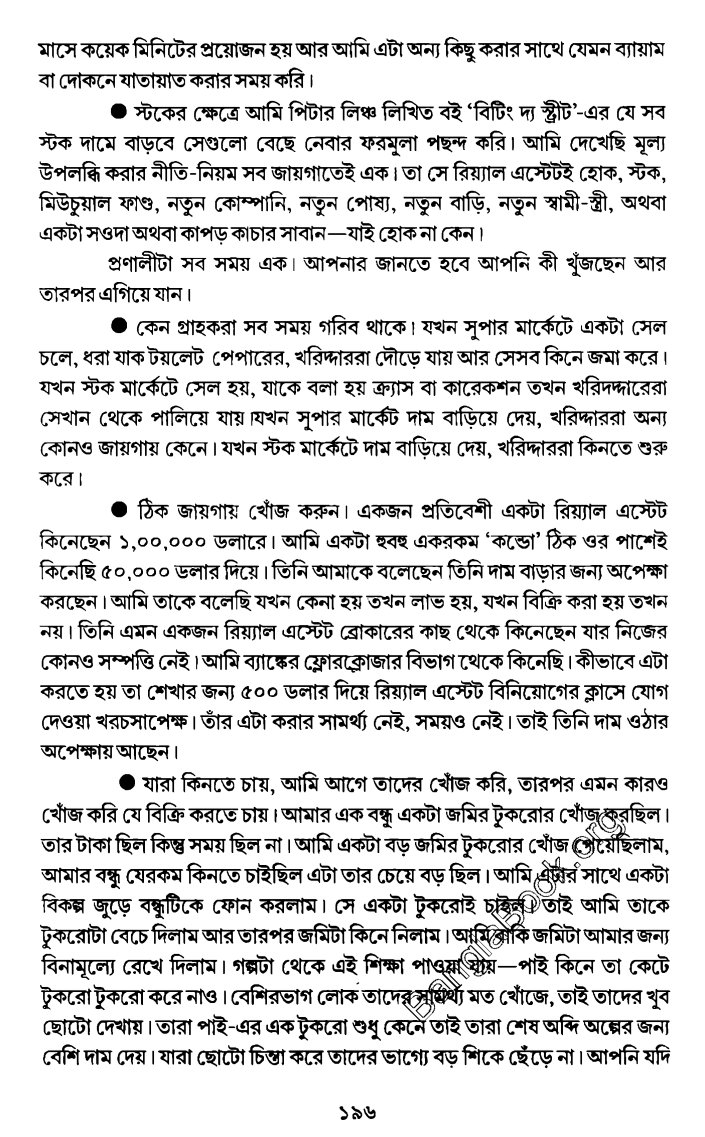 মাসে কয়েক মিনিটের প্রয়োজন হয় আর আমি এটা অন্য কিছু করার সাথে যেমন ব্যায়াম
বা দোকনে যাতায়াত করার সময় করি।
● স্টকের ক্ষেত্রে আমি পিটার লিঞ্চ লিখিত বই ‘বিটিং দ্য স্ট্রীট’-এর যে সব
স্টক দামে বাড়বে সেগুলো বেছে নেবার ফরমুলা পছন্দ করি। আমি দেখেছি মূল্য
উপলব্ধি করার নীতি-নিয়ম সব জায়গাতেই এক। তা সে রিয়্যাল এস্টেটই হোক, স্টক,
মিউচুয়াল ফাণ্ড, নতুন কোম্পানি, নতুন পোষ্য, নতুন বাড়ি, নতুন স্বামী-স্ত্রী, অথবা
একটা সওদা অথবা কাপড় কাচার সাবান—যাই হোক না কেন।
প্রণালীটা সব সময় এক। আপনার জানতে হবে আপনি কী খুঁজছেন আর
তারপর এগিয়ে যান।
● কেন গ্রাহকরা সব সময় গরিব থাকে। যখন সুপার মার্কেটে একটা সেল
চলে, ধরা যাক টয়লেট পেপারের, খরিদ্দাররা দৌড়ে যায় আর সেসব কিনে জমা করে।
যখন স্টক মার্কেটে সেল হয়, যাকে বলা হয় ক্র্যাস বা কারেকশন তখন খরিদদ্দারেরা
সেখান থেকে পালিয়ে যায়।যখন সুপার মার্কেট দাম বাড়িয়ে দেয়, খরিদ্দাররা অন্য
কোনও জায়গায় কেনে। যখন স্টক মার্কেটে দাম বাড়িয়ে দেয়, খরিদ্দাররা কিনতে শুরু
করে।
● ঠিক জায়গায় খোঁজ করুন। একজন প্রতিবেশী একটা রিয়্যাল এস্টেট
কিনেছেন ১,০০,০০০ ডলারে। আমি একটা হুবহু একরকম ‘কন্ডো’ ঠিক ওর পাশেই
কিনেছি ৫০,০০০ ডলার দিয়ে। তিনি আমাকে বলেছেন তিনি দাম বাড়ার জন্য অপেক্ষা
করছেন। আমি তাকে বলেছি যখন কেনা হয় তখন লাভ হয়, যখন বিক্রি করা হয় তখন
নয়। তিনি এমন একজন রিয়্যাল এস্টেট ব্রোকারের কাছ থেকে কিনেছেন যার নিজের
কোনও সম্পত্তি নেই। আমি ব্যাঙ্কের ফ্লোরক্লোজার বিভাগ থেকে কিনেছি। কীভাবে এটা
করতে হয় তা শেখার জন্য ৫০০ ডলার দিয়ে রিয়্যাল এস্টেট বিনিয়োগের ক্লাসে যোগ
দেওয়া খরচসাপেক্ষ। তাঁর এটা করার সামর্থ্য নেই, সময়ও নেই। তাই তিনি দাম ওঠার
অপেক্ষায় আছেন।
● যারা কিনতে চায়, আমি আগে তাদের খোঁজ করি, তারপর এমন কারও
খোঁজ করি যে বিক্রি করতে চায়। আমার এক বন্ধু একটা জমির টুকরোর খোঁজ করছিল।
তার টাকা ছিল কিন্তু সময় ছিল না। আমি একটা বড় জমির টুকরোর খোঁজ পেয়েছিলাম,
আমার বন্ধু যেরকম কিনতে চাইছিল এটা তার চেয়ে বড় ছিল। আমি এটার সাথে একটা
বিকল্প জুড়ে বন্ধুটিকে ফোন করলাম। সে একটা টুকরোই চাইল। তাই আমি তাকে
টুকরোটা বেচে দিলাম আর তারপর জমিটা কিনে নিলাম। আমি বাকি জমিটা আমার জন্য
বিনামূল্যে রেখে দিলাম। গল্পটা থেকে এই শিক্ষা পাওয়া যায়—পাই কিনে তা কেটে
টুকরো টুকরো করে নাও। বেশিরভাগ লোক তাদের সামর্থ্য মত খোঁজে, তাই তাদের খুব
ছোটো দেখায়। তারা পাই-এর এক টুকরো শুধু কেনে তাই তারা শেষ অব্দি অল্পের জন্য
বেশি দাম দেয়। যারা ছোটো চিন্তা করে তাদের ভাগ্যে বড় শিকে ছেঁড়ে না। আপনি যদি
BanglaBook.org
১৯৬